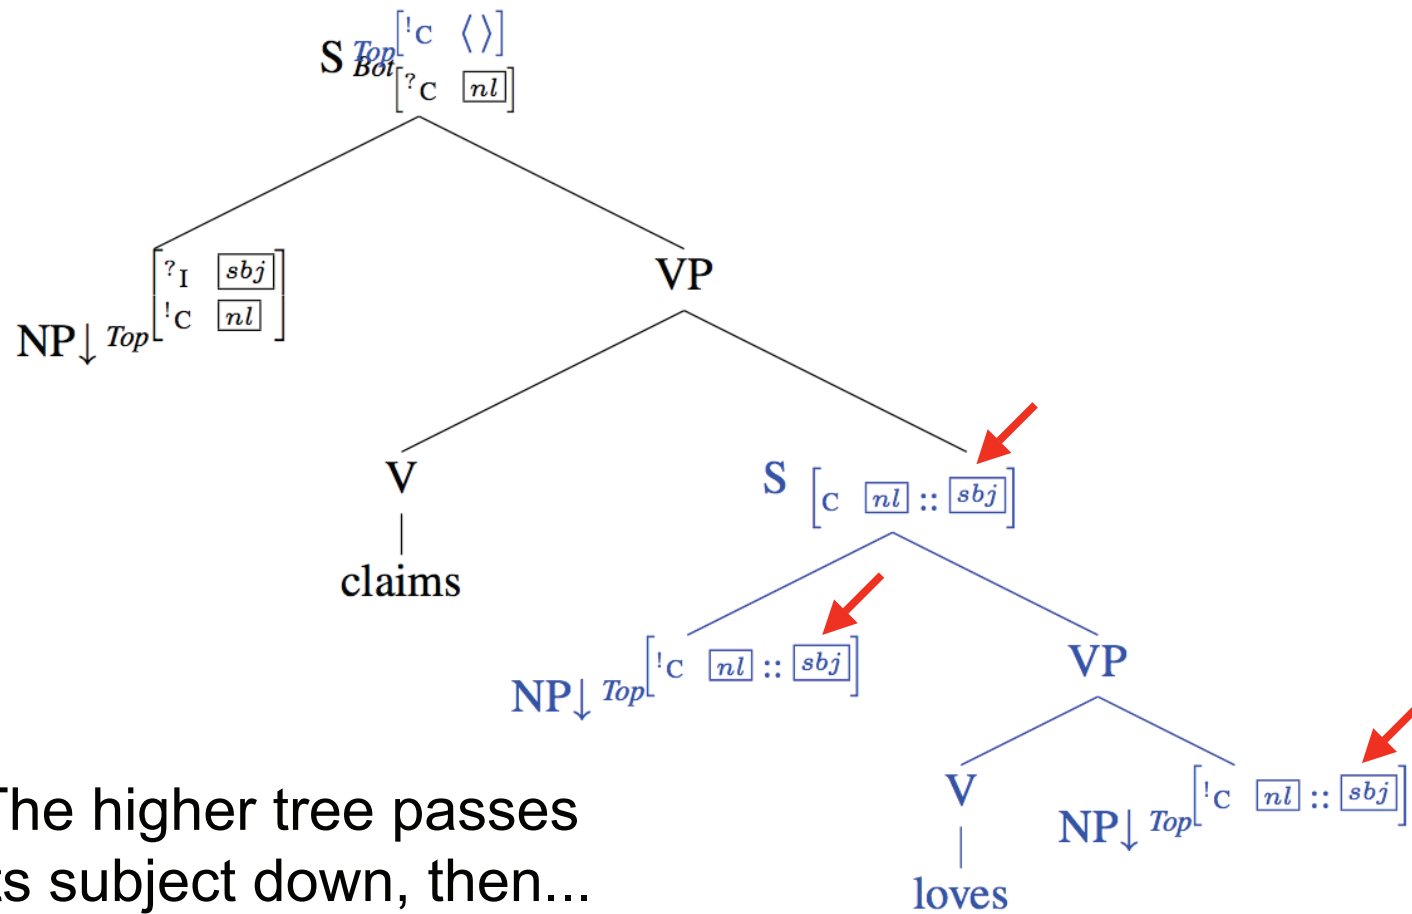 S Top[!C ⟨ ⟩]
Bot[?C nl]
[?I sbj]
NP↓ Top[!C nl]
VP
V
S [C nl :: sbj]
claims
NP↓ Top[!C nl :: sbj]
VP
V
NP↓ Top[!C nl :: sbj]
loves
The higher tree passes
its subject down, then...